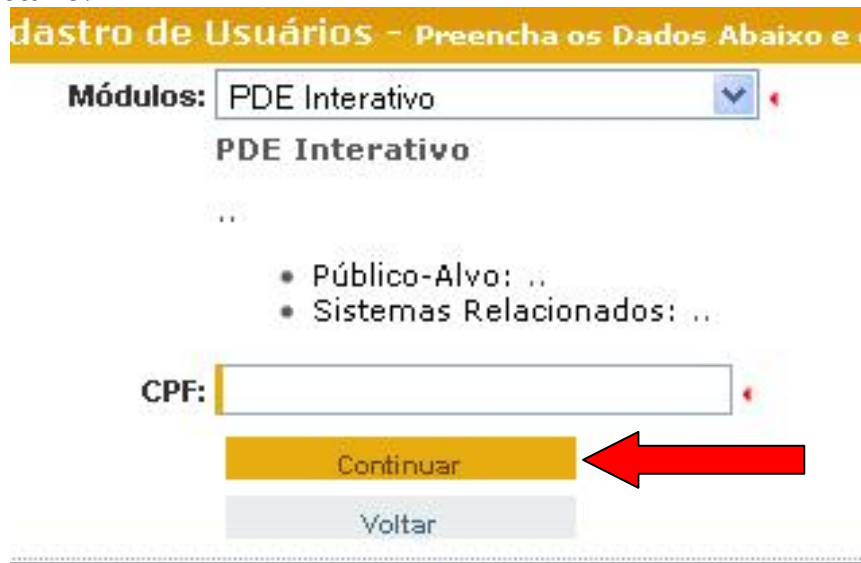 dastro de Usuários - Preencha os Dados Abaixo e
Módulos: PDE Interativo
PDE Interativo
..
• Público-Alvo: ..
• Sistemas Relacionados: ..
CPF:
Continuar
Voltar